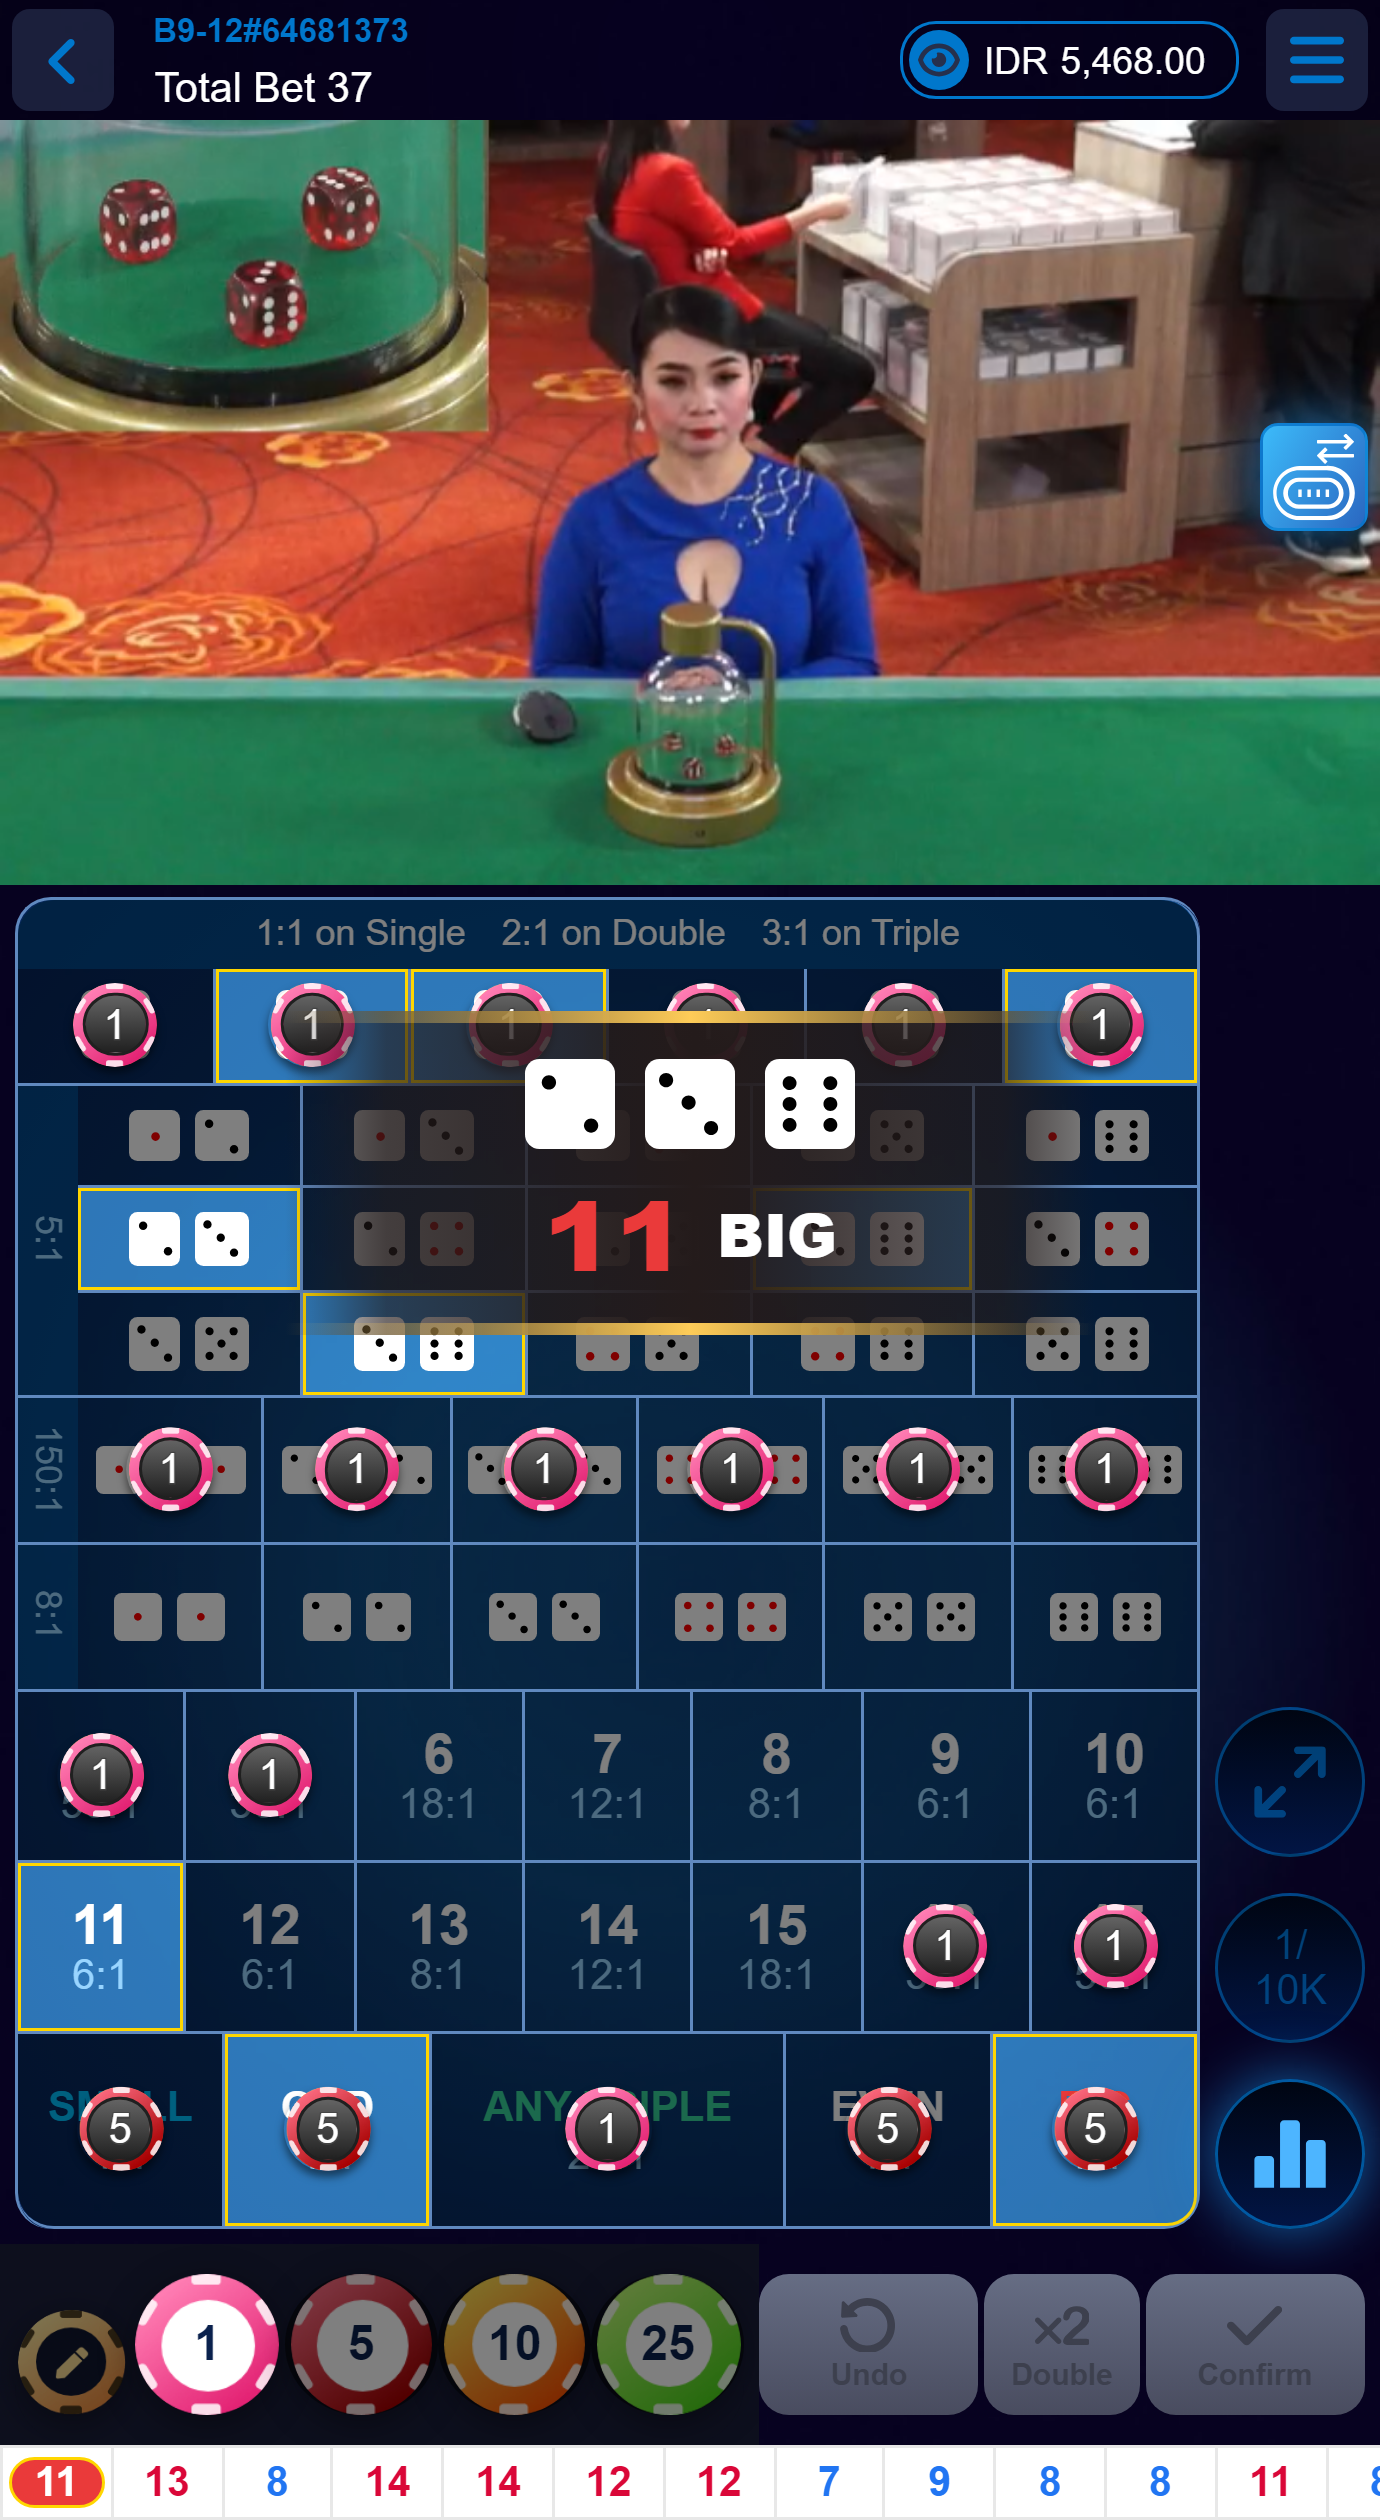 B9-12#64681373
Total Bet 37
IDR 5,468.00
1:1 on Single 2:1 on Double 3:1 on Triple
1 1 1
11 BIG
5:1
150:1
1 1 1 1 1 1
8:1
1 1 6 7 8 9 10
18:1 12:1 8:1 6:1 6:1
11 12 13 14 15 1 1
6:1 6:1 8:1 12:1 18:1
5 5 1 5 5
1/
10K
1 5 10 25
x2
Undo Double Confirm
11 13 8 14 14 12 12 7 9 8 8 11